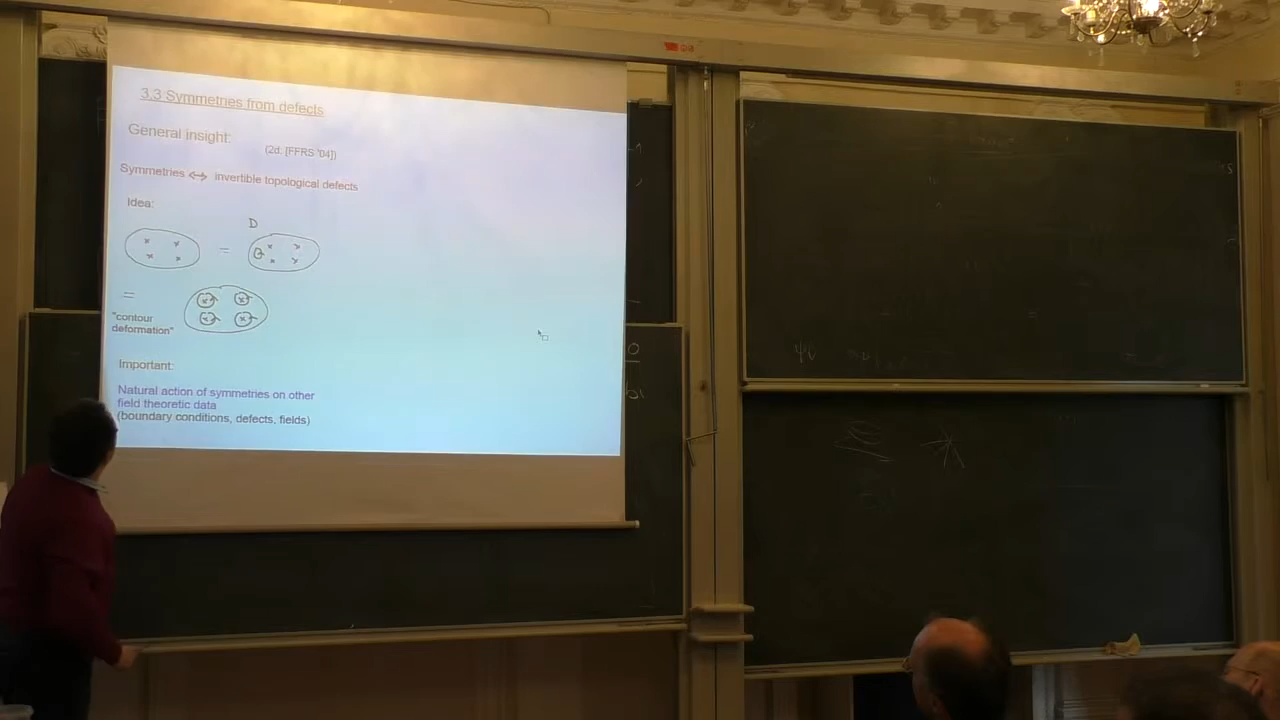 3.3 Symmetries from defects
General insight:
(2d: [FFRS '04])
Symmetries ⇔ invertible topological defects
Idea:
D
=
=
"contour
deformation"
Important:
Natural action of symmetries on other
field theoretic data
(boundary conditions, defects, fields)